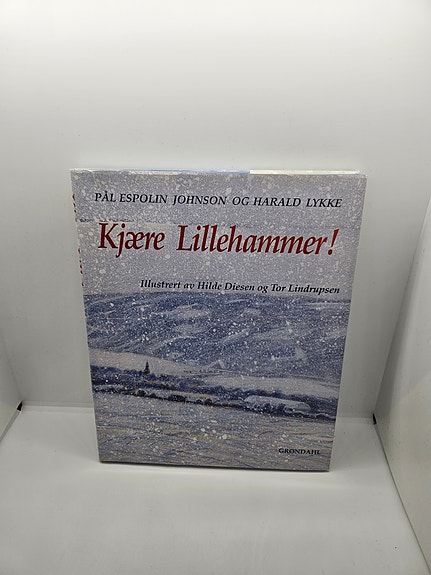 PÅL ESPOLIN JOHNSON OG HARALD LYKKE
Kjære Lillehammer!
Illustrert av Hilde Diesen og Tor Lindrupsen
GRØNDAHL